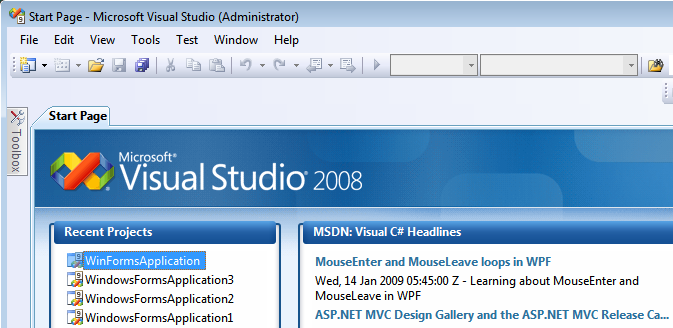 Start Page - Microsoft Visual Studio (Administrator)
File Edit View Tools Test Window Help
Toolbox
Start Page
Microsoft®
Visual Studio® 2008
Recent Projects
WinFormsApplication
WindowsFormsApplication3
WindowsFormsApplication2
WindowsFormsApplication1
MSDN: Visual C# Headlines
MouseEnter and MouseLeave loops in WPF
Wed, 14 Jan 2009 05:45:00 Z - Learning about MouseEnter and
MouseLeave in WPF
ASP.NET MVC Design Gallery and the ASP.NET MVC Release Ca...